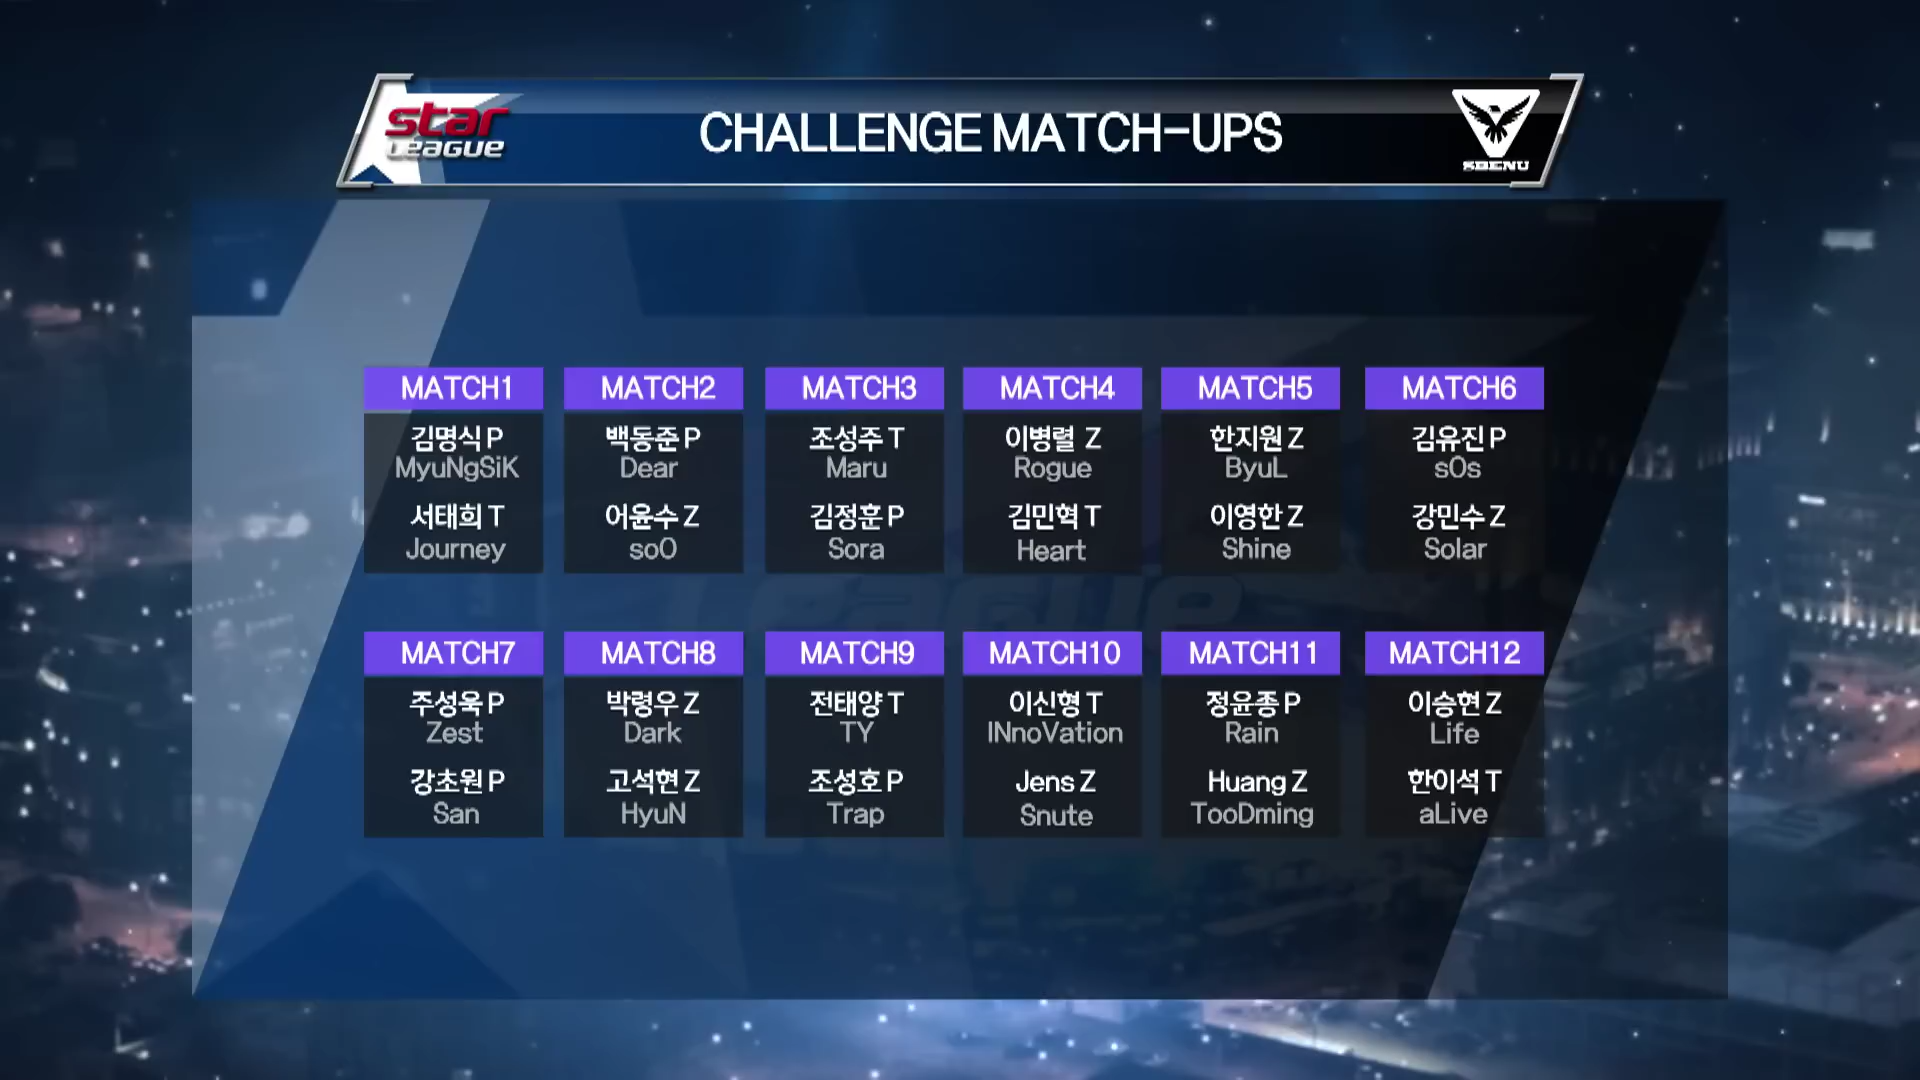 star
LEAGUE
CHALLENGE MATCH-UPS
SBENU
MATCH1
김명식 P
MyuNgSiK
서태희 T
Journey
MATCH2
백동준 P
Dear
어윤수 Z
soO
MATCH3
조성주 T
Maru
김정훈 P
Sora
MATCH4
이병렬 Z
Rogue
김민혁 T
Heart
MATCH5
한지원 Z
ByuL
이영한 Z
Shine
MATCH6
김유진 P
sOs
강민수 Z
Solar
League
MATCH7
주성욱 P
Zest
강초원 P
San
MATCH8
박령우 Z
Dark
고석현 Z
HyuN
MATCH9
전태양 T
TY
조성호 P
Trap
MATCH10
이신형 T
INnoVation
Jens Z
Snute
MATCH11
정윤종 P
Rain
Huang Z
TooDming
MATCH12
이승현 Z
Life
한이석 T
aLive